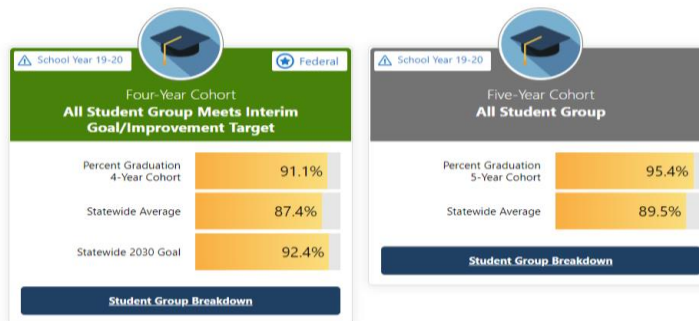 School Year 19-20
Federal
Four-Year Cohort
All Student Group Meets Interim
Goal/Improvement Target
Percent Graduation
4-Year Cohort
91.1%
Statewide Average
87.4%
Statewide 2030 Goal
92.4%
Student Group Breakdown
School Year 19-20
Five-Year Cohort
All Student Group
Percent Graduation
5-Year Cohort
95.4%
Statewide Average
89.5%
Student Group Breakdown